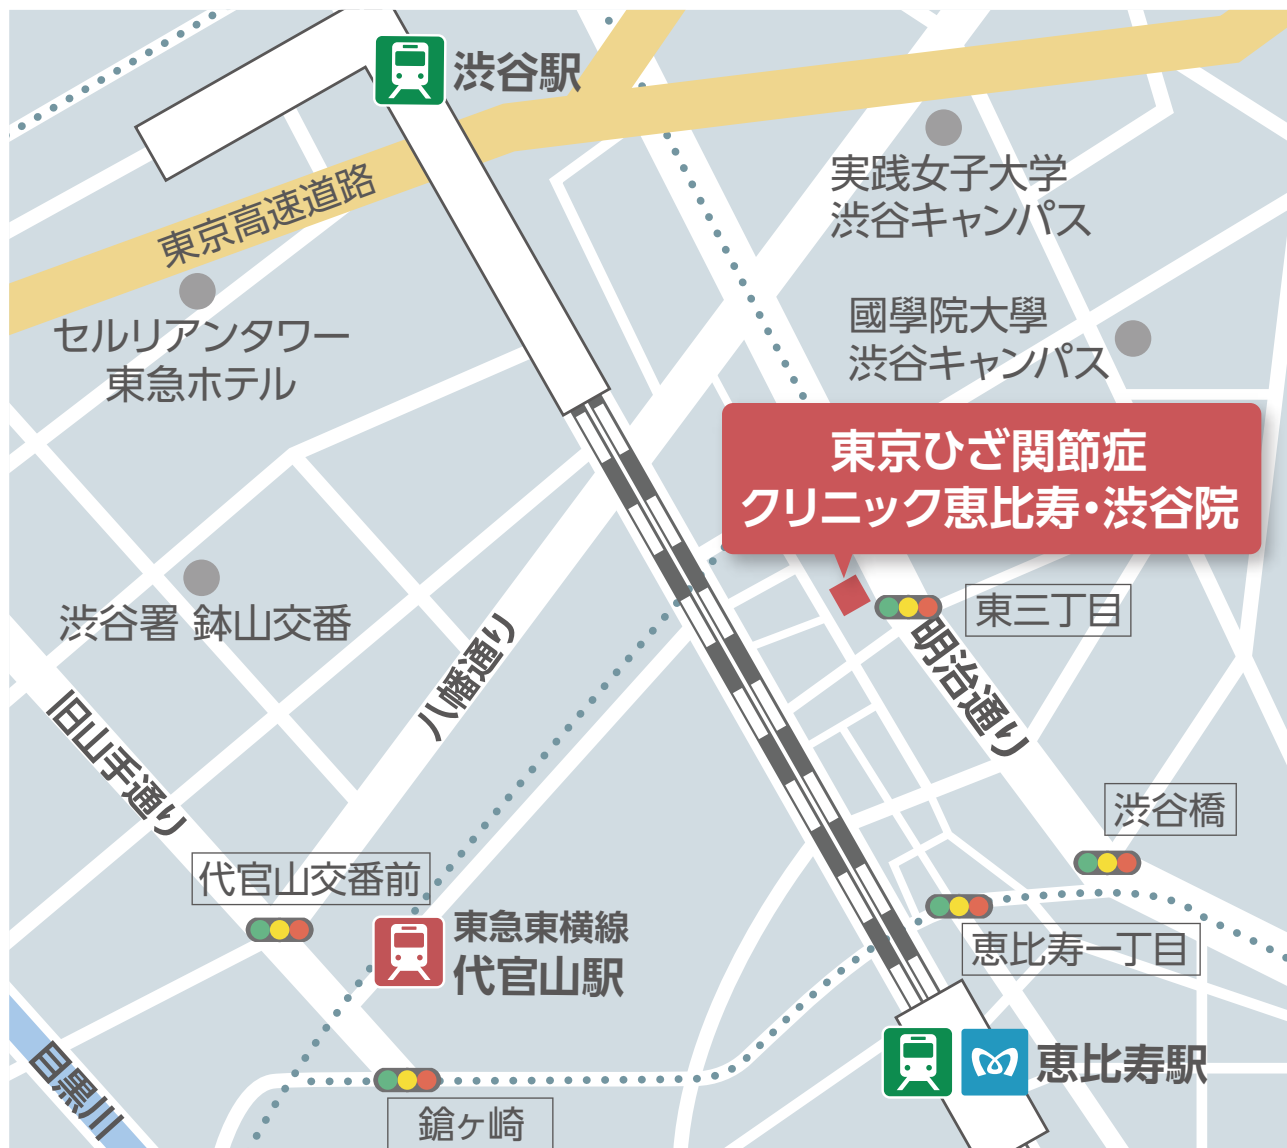 渋谷駅
実践女子大学
渋谷キャンパス
東京高速道路
セルリアンタワー
東急ホテル
國學院大學
渋谷キャンパス
東京ひざ関節症
クリニック恵比寿・渋谷院
渋谷署 鉢山交番
東三丁目
八幡通り
明治通り
旧山手通り
渋谷橋
代官山交番前
東急東横線
代官山駅
恵比寿一丁目
恵比寿駅
目黒川
鎗ヶ崎